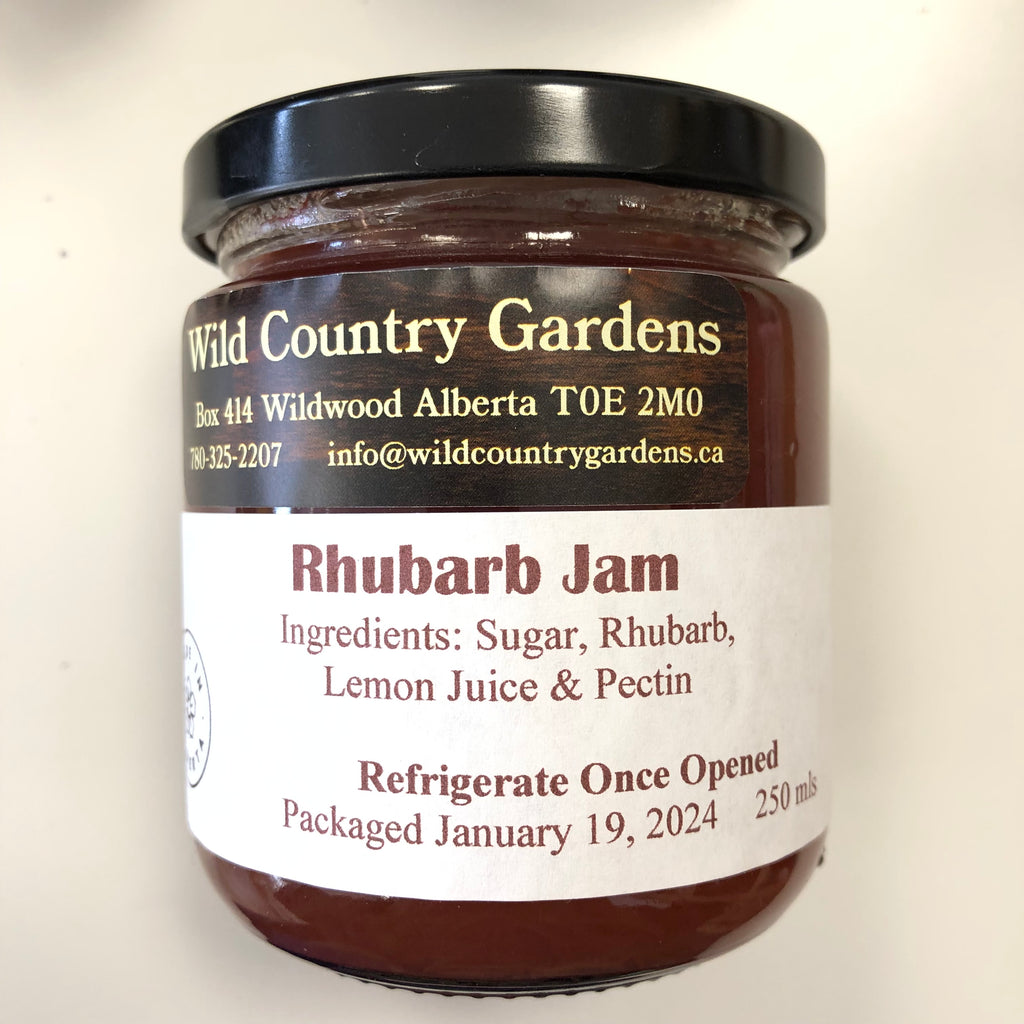 Wild Country Gardens
Box 414 Wildwood Alberta T0E 2M0
780-325-2207 info@wildcountrygardens.ca
Rhubarb Jam
Ingredients: Sugar, Rhubarb,
Lemon Juice & Pectin
Refrigerate Once Opened
Packaged January 19, 2024 250 mls
IN